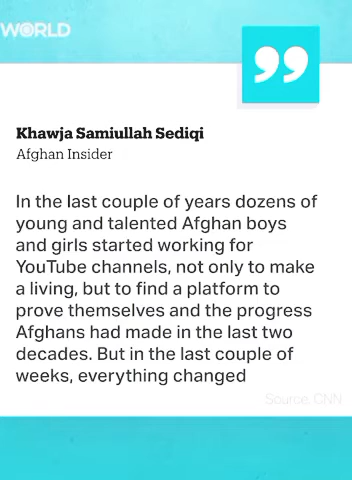 WORLD
Khawja Samiullah Sediqi
Afghan Insider
In the last couple of years dozens of
young and talented Afghan boys
and girls started working for
YouTube channels, not only to make
a living, but to find a platform to
prove themselves and the progress
Afghans had made in the last two
decades. But in the last couple of
weeks, everything changed
Source: CNN